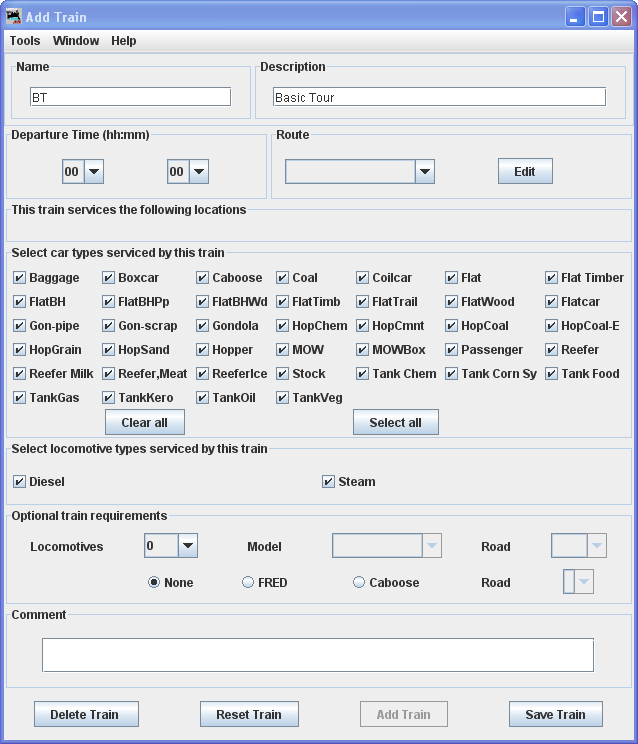 Add Train
Tools Window Help
Name Description
BT Basic Tour
Departure Time (hh:mm) Route
00 00 Edit
This train services the following locations
Select car types serviced by this train
Baggage Boxcar Caboose Coal Coilcar Flat Flat Timber
FlatBH FlatBHPp FlatBHWd FlatTimb FlatTrail FlatWood Flatcar
Gon-pipe Gon-scrap Gondola HopChem HopCmnt HopCoal HopCoal-E
HopGrain HopSand Hopper MOW MOWBox Passenger Reefer
Reefer Milk Reefer,Meat ReeferIce Stock Tank Chem Tank Corn Sy Tank Food
TankGas TankKero TankOil TankVeg
Clear all Select all
Select locomotive types serviced by this train
Diesel Steam
Optional train requirements
Locomotives 0 Model Road
None FRED Caboose Road
Comment
Delete Train Reset Train Add Train Save Train